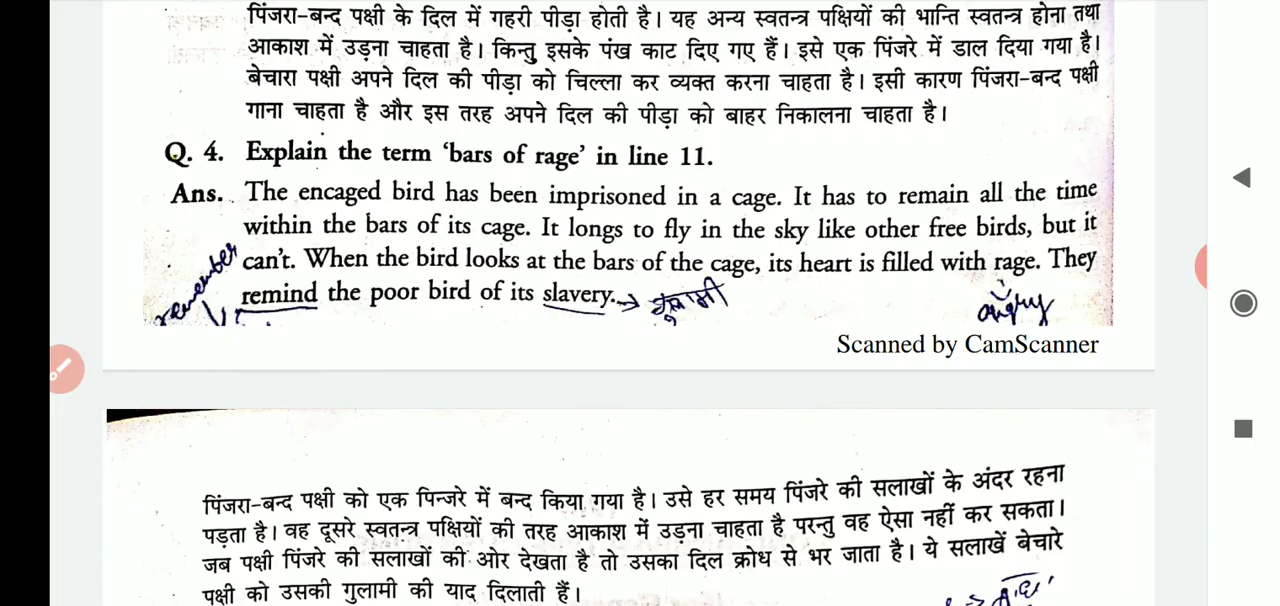 पिंजरा-बन्द पक्षी के दिल में गहरी पीड़ा होती है। यह अन्य स्वतन्त्र पक्षियों की भान्ति स्वतन्त्र होना तथा
आकाश में उड़ना चाहता है। किन्तु इसके पंख काट दिए गए हैं। इसे एक पिंजरे में डाल दिया गया है।
बेचारा पक्षी अपने दिल की पीड़ा को चिल्ला कर व्यक्त करना चाहता है। इसी कारण पिंजरा-बन्द पक्षी
गाना चाहता है और इस तरह अपने दिल की पीड़ा को बाहर निकालना चाहता है।
Q. 4. Explain the term ‘bars of rage’ in line 11.
Ans. The encaged bird has been imprisoned in a cage. It has to remain all the time
within the bars of its cage. It longs to fly in the sky like other free birds, but it
can't. When the bird looks at the bars of the cage, its heart is filled with rage. They
remember
remind the poor bird of its slavery.
angry
Scanned by CamScanner
पिंजरा-बन्द पक्षी को एक पिन्जरे में बन्द किया गया है। उसे हर समय पिंजरे की सलाखों के अंदर रहना
पड़ता है। वह दूसरे स्वतन्त्र पक्षियों की तरह आकाश में उड़ना चाहता है परन्तु वह ऐसा नहीं कर सकता।
जब पक्षी पिंजरे की सलाखों की ओर देखता है तो उसका दिल क्रोध से भर जाता है। ये सलाखें बेचारे
पक्षी को उसकी गुलामी की याद दिलाती हैं।